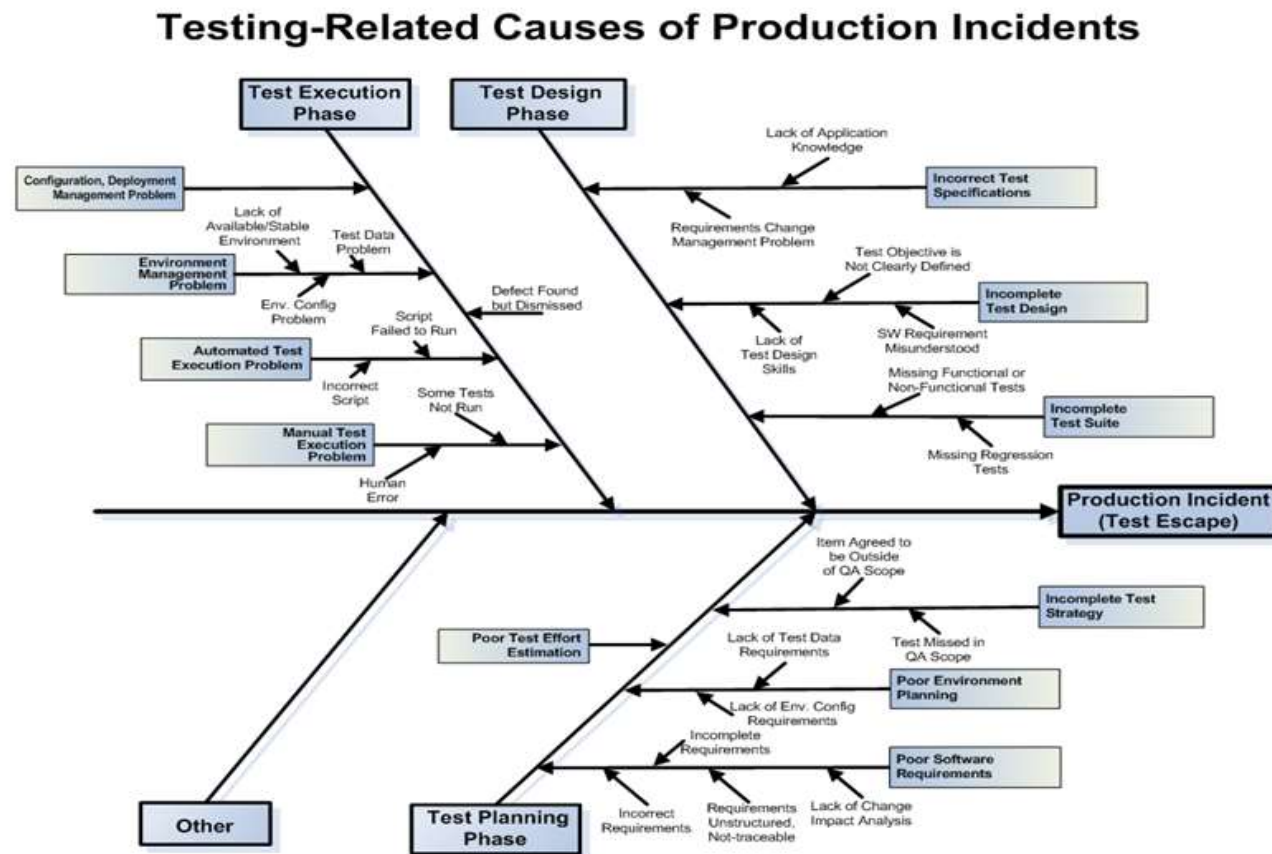 Testing-Related Causes of Production Incidents
Test Execution
Phase
Test Design
Phase
Configuration, Deployment
Management Problem
Lack of
Available/Stable
Environment
Test Data
Problem
Environment
Management
Problem
Env. Config
Problem
Defect Found
but Dismissed
Script
Failed to Run
Automated Test
Execution Problem
Incorrect
Script
Some Tests
Not Run
Manual Test
Execution
Problem
Human
Error
Lack of Application
Knowledge
Incorrect Test
Specifications
Requirements Change
Management Problem
Test Objective is
Not Clearly Defined
Incomplete
Test Design
Lack of
Test Design
Skills
SW Requirement
Misunderstood
Missing Functional or
Non-Functional Tests
Incomplete
Test Suite
Missing Regression
Tests
Production Incident
(Test Escape)
Item Agreed to
be Outside
of QA Scope
Incomplete Test
Strategy
Test Missed in
QA Scope
Poor Test Effort
Estimation
Lack of Test Data
Requirements
Poor Environment
Planning
Lack of Env. Config
Requirements
Incomplete
Requirements
Poor Software
Requirements
Incorrect
Requirements
Requirements
Unstructured,
Not-traceable
Lack of Change
Impact Analysis
Other
Test Planning
Phase